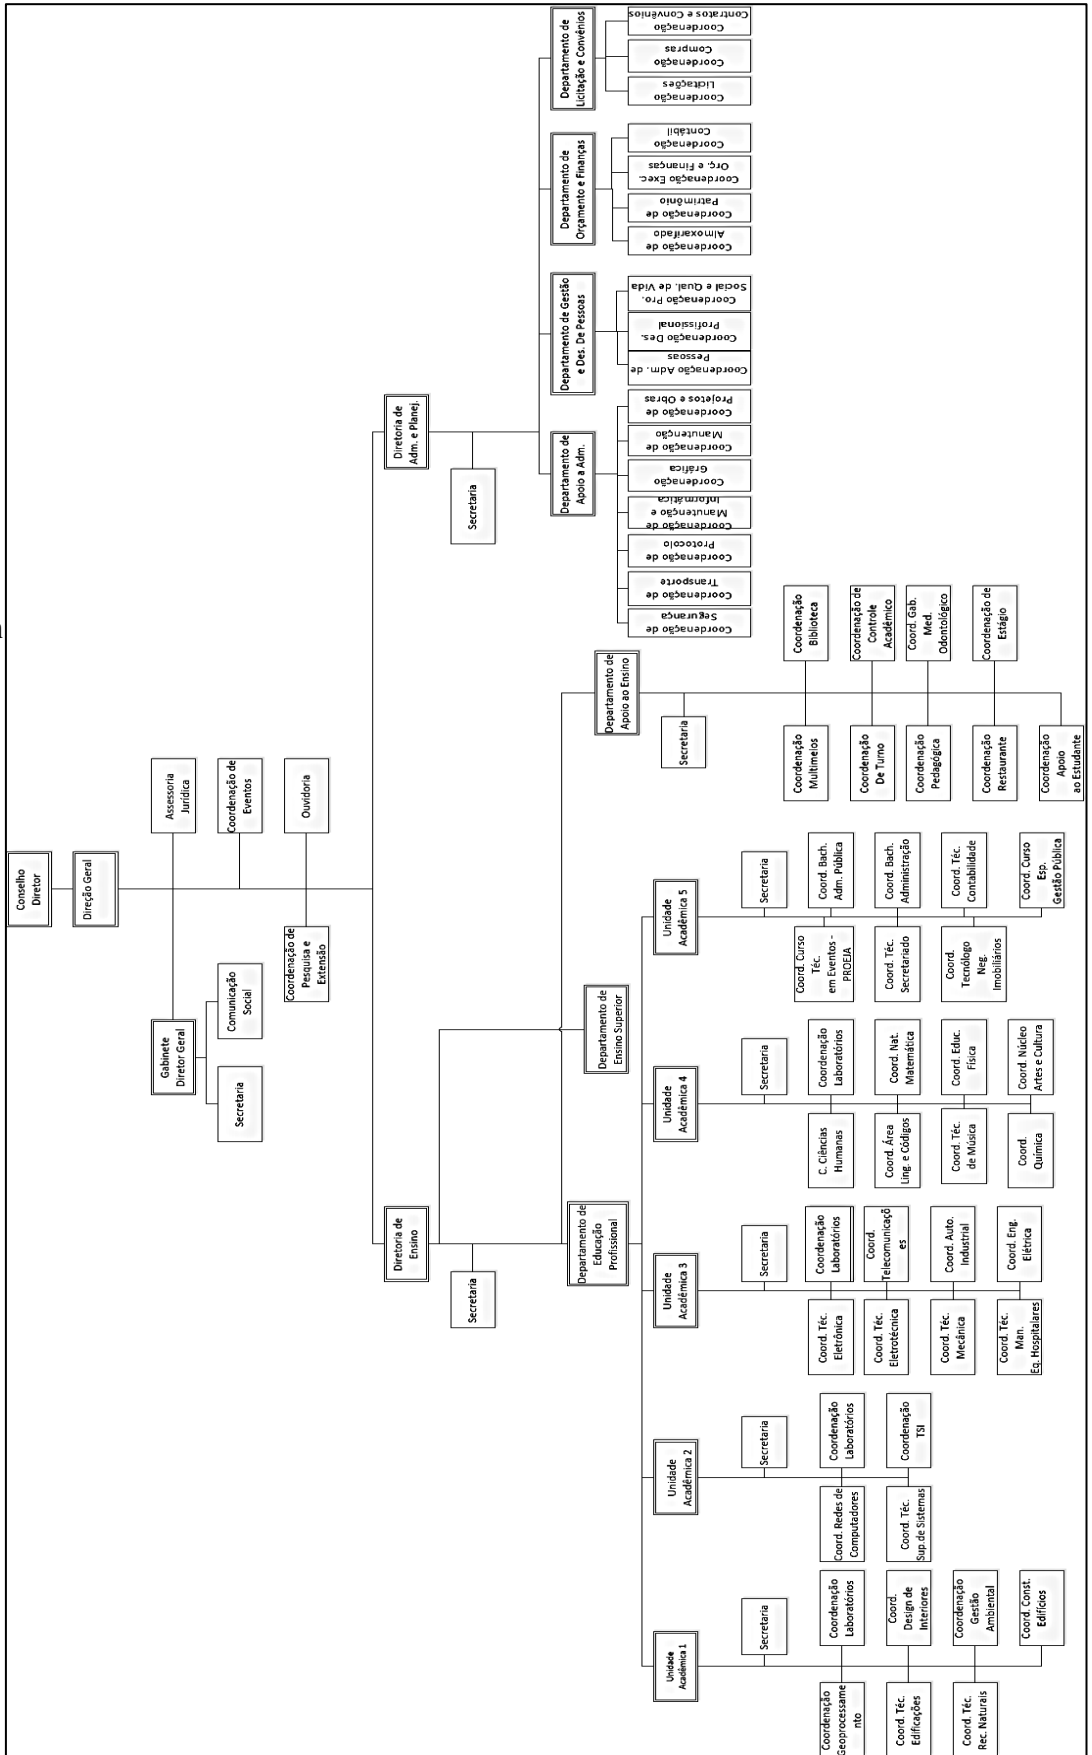 Conselho
Diretor
Direção Geral
Assessoria
Jurídica
Gabinete
Diretor Geral
Coordenação de
Eventos
Comunicação
Social
Secretaria
Ouvidoria
Coordenação de
Pesquisa e
Extensão
Diretoria de
Ensino
Secretaria
Diretoria de
Adm. e Planej.
Secretaria
Departamento de
Educação
Profissional
Departamento de
Ensino Superior
Departamento de
Apoio ao Ensino
Departamento de
Apoio a Adm.
Departamento de Gestão
e Des. De Pessoas
Departamento de
Orçamento e Finanças
Departamento de
Licitação e Convênios
Unidade
Acadêmica 1
Secretaria
Coordenação
Geoprocessame
nto
Coordenação
Laboratórios
Coord. Téc.
Edificações
Coord.
Design de
Interiores
Coord. Téc.
Rec. Naturais
Coordenação
Gestão
Ambiental
Coord. Const.
Edifícios
Unidade
Acadêmica 2
Secretaria
Coord. Redes de
Computadores
Coordenação
Laboratórios
Coord. Téc.
Sup.de Sistemas
Coordenação
TSI
Unidade
Acadêmica 3
Secretaria
Coord. Téc.
Eletrônica
Coordenação
Laboratórios
Coord. Téc.
Eletrotécnica
Coord.
Telecomunicaçõ
es
Coord. Téc.
Mecânica
Coord. Auto.
Industrial
Coord. Téc.
Man.
Eq. Hospitalares
Coord. Eng.
Elétrica
Unidade
Acadêmica 4
Secretaria
C. Ciências
Humanas
Coordenação
Laboratórios
Coord. Área
Ling. e Códigos
Coord. Nat.
Matemática
Coord. Téc.
de Música
Coord. Educ.
Física
Coord.
Química
Coord. Núcleo
Artes e Cultura
Unidade
Acadêmica 5
Secretaria
Coord. Curso
Téc.
em Eventos -
PROEJA
Coord. Bach.
Adm. Pública
Coord. Téc.
Secretariado
Coord. Bach.
Administração
Coord.
Tecnólogo
Neg.
Imobiliários
Coord. Téc.
Contabilidade
Coord. Curso
Esp.
Gestão Pública
Secretaria
Coordenação
Multimeios
Coordenação
Biblioteca
Coordenação
De Turno
Coordenação de
Controle
Acadêmico
Coordenação
Pedagógica
Coord. Gab.
Med.
Odontológico
Coordenação
Restaurante
Coordenação de
Estágio
Coordenação
Apoio
ao Estudante
Coordenação de
Segurança
Coordenação de
Transporte
Coordenação de
Protocolo
Coordenação de
Manutenção e
Informática
Coordenação
Gráfica
Coordenação de
Manutenção
Coordenação de
Projetos e Obras
Coordenação Adm. de
Pessoas
Coordenação Des.
Profissional
Coordenação Pro.
Social e Qual. de Vida
Coordenação de
Almoxarifado
Coordenação de
Patrimônio
Coordenação Exec.
Org. e Finanças
Coordenação
Contábil
Coordenação
Licitações
Coordenação
Compras
Coordenação
Contratos e Convênios